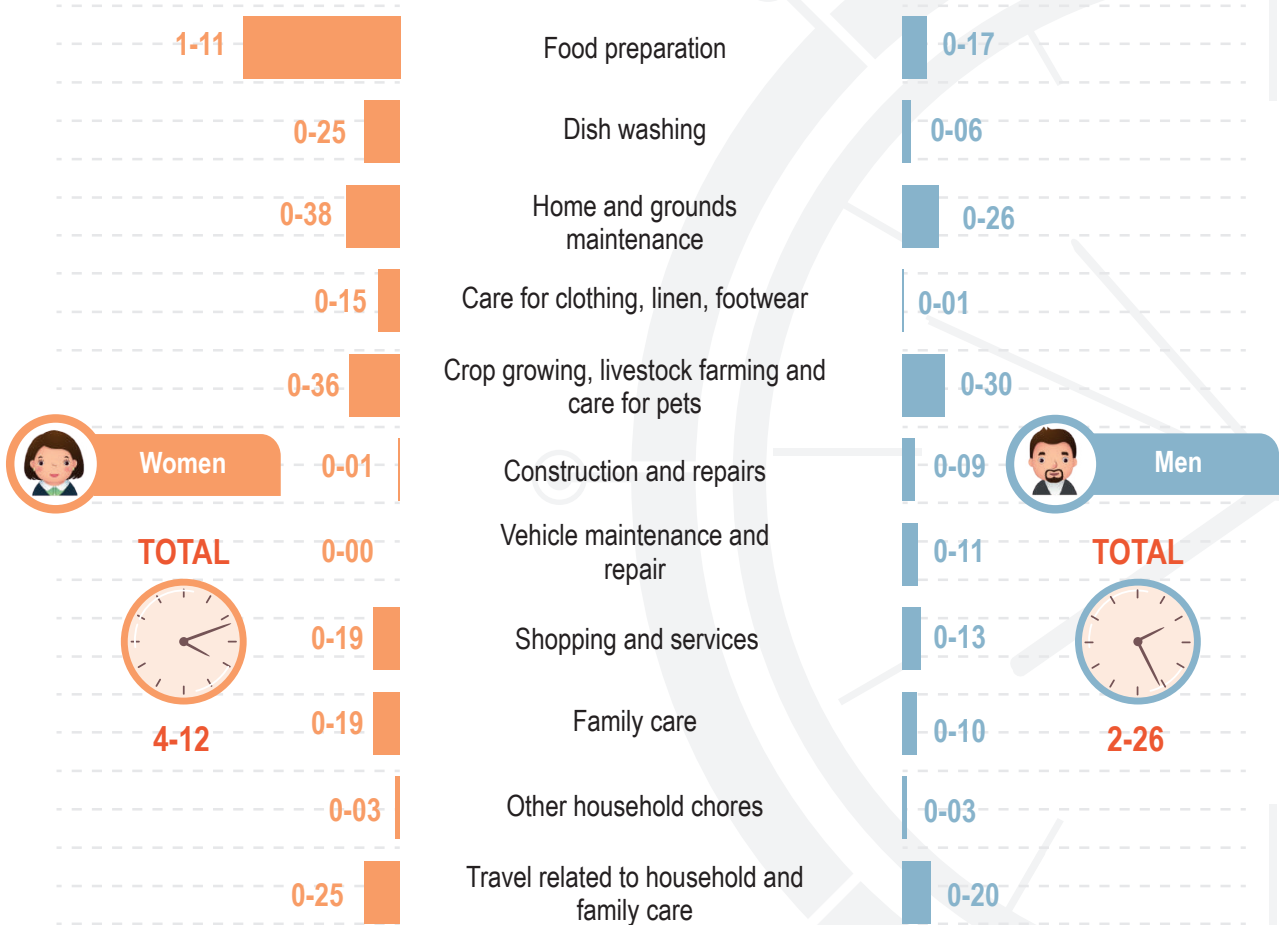 1-11 Food preparation 0-17
0-25 Dish washing 0-06
0-38 Home and grounds 0-26
maintenance
0-15 Care for clothing, linen, footwear 0-01
0-36 Crop growing, livestock farming and 0-30
care for pets
Women 0-01 Construction and repairs 0-09 Men
TOTAL 0-00 Vehicle maintenance and 0-11 TOTAL
repair
0-19 Shopping and services 0-13
4-12 0-19 Family care 0-10 2-26
0-03 Other household chores 0-03
0-25 Travel related to household and 0-20
family care